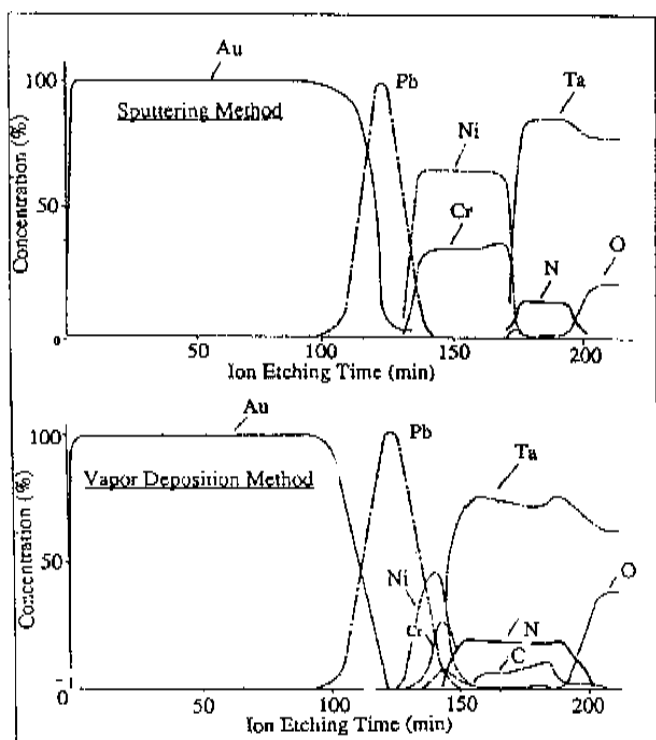 Au
Pb
Ta
100
Sputtering Method
Ni
Cr
50
N
O
Concentration (%)
0
50
100
150
200
Ion Etching Time (min)
Au
Pb
Ta
100
Vapor Deposition Method
50
Ni
O
Cr
N
C
Concentration (%)
0
50
100
150
200
Ion Etching Time (min)